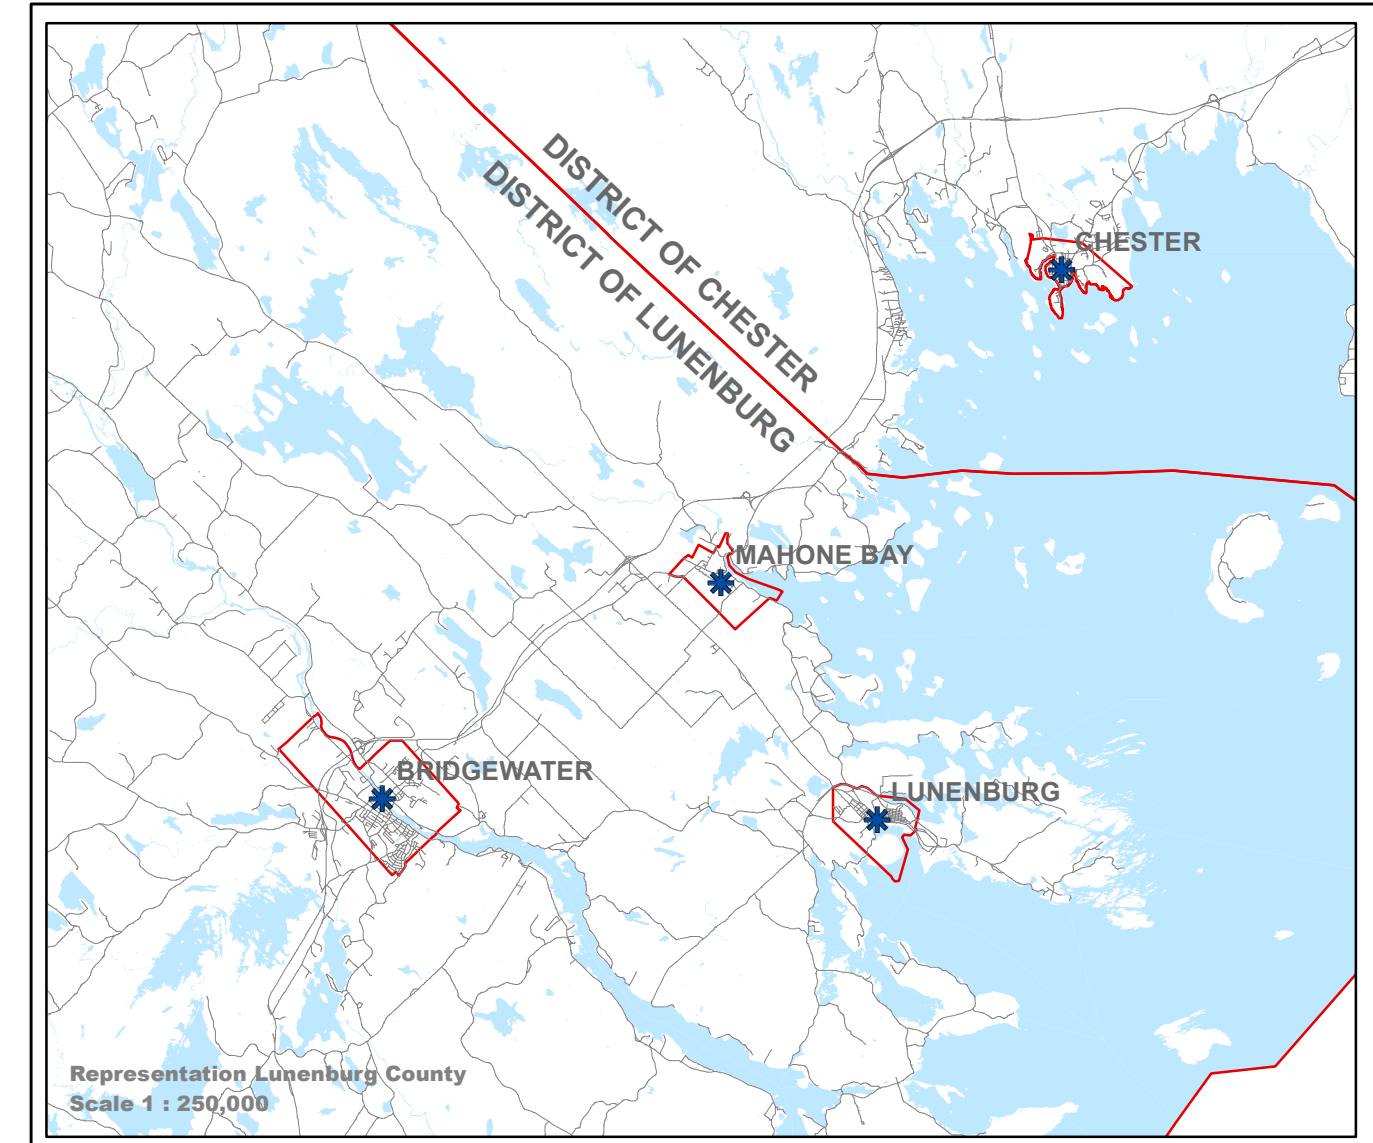 DISTRICT OF CHESTER
DISTRICT OF LUNENBURG
CHESTER
MAHONE BAY
BRIDGEWATER
LUNENBURG
Representation Lunenburg County
Scale 1 : 250,000